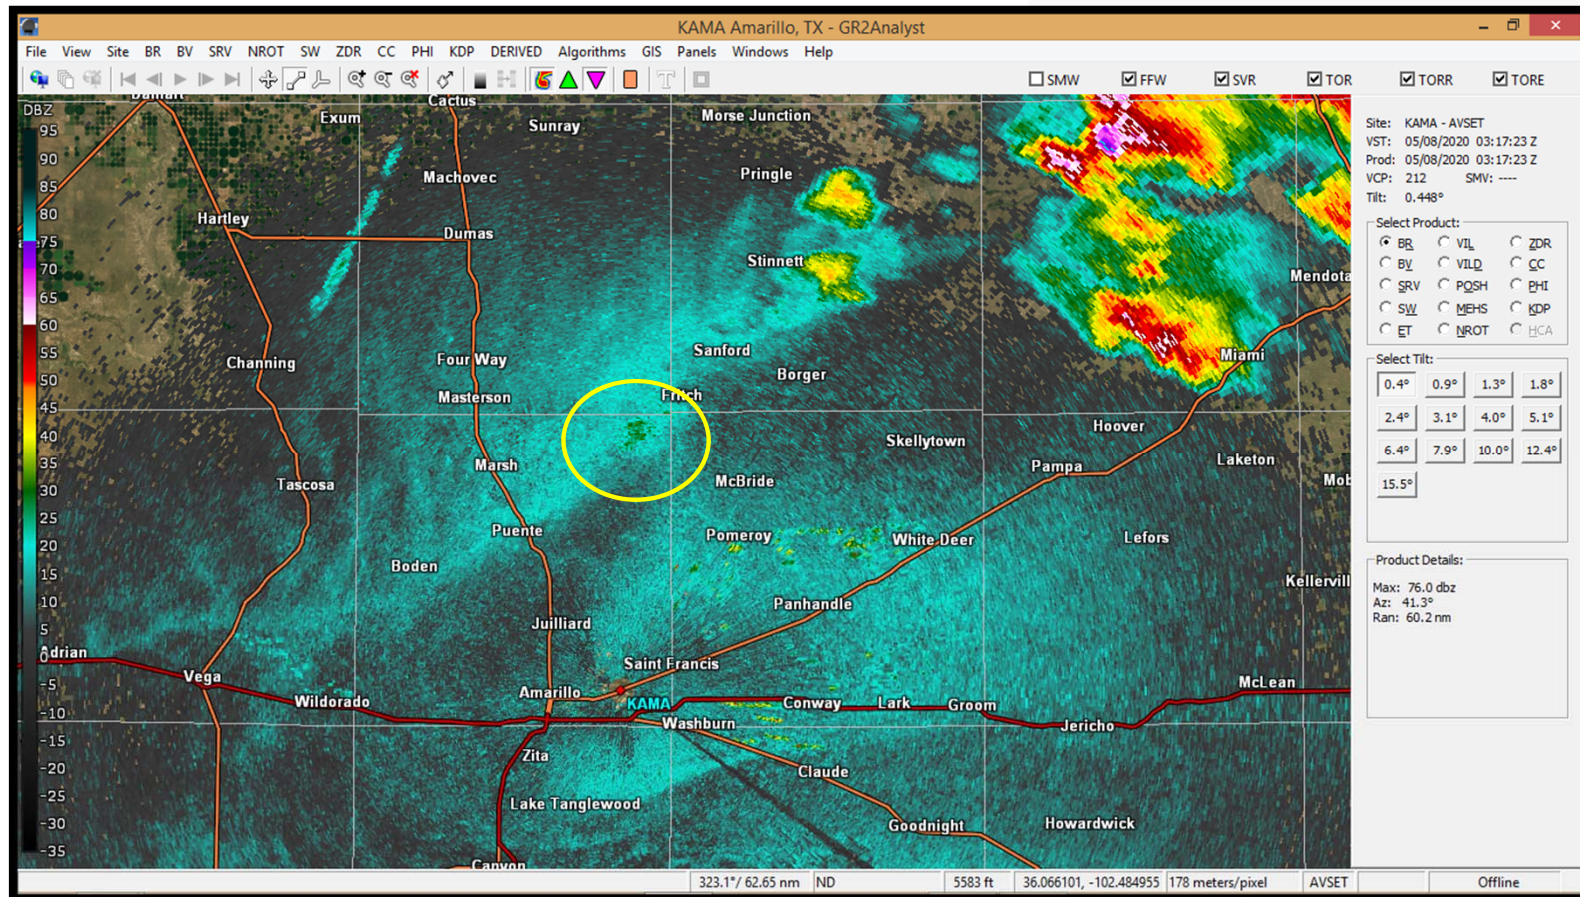 KAMA Amarillo, TX - GR2Analyst
File View Site BR BV SRV NROT SW ZDR CC PHI KDP DERIVED Algorithms GIS Panels Windows Help
SMW FFW SVR TOR TORR TORE
DBZ
95
90
85
80
75
70
65
60
55
50
45
40
35
30
25
20
15
10
5
0
-5
-10
-15
-20
-25
-30
-35
Cactus
Exum
Sunray
Morse Junction
Machovec
Pringle
Hartley
Dumas
Stinnett
Mendota
Sanford
Four Way
Channing
Borger
Miami
Masterson
Fritch
Hoover
Skellytown
Marsh
Pampa
Laketon
Tascosa
McBride
Mob
Puente
Pomeroy
White Deer
Lefors
Boden
Kellervill
Panhandle
Juilliard
Adrian
Saint Francis
Vega
Amarillo
McLean
Wildorado
KAMA
Conway
Lark
Groom
Washburn
Jericho
Zita
Claude
Lake Tanglewood
Goodnight
Howardwick
Canyon
Site: KAMA - AVSET
VST: 05/08/2020 03:17:23 Z
Prod: 05/08/2020 03:17:23 Z
VCP: 212 SMV: ----
Tilt: 0.448°
Select Product:
BR VIL ZDR
BV VILD CC
SRV POSH PHI
SW MEHS KDP
ET NROT HCA
Select Tilt:
0.4° 0.9° 1.3° 1.8°
2.4° 3.1° 4.0° 5.1°
6.4° 7.9° 10.0° 12.4°
15.5°
Product Details:
Max: 76.0 dbz
Az: 41.3°
Ran: 60.2 nm
323.1°/ 62.65 nm ND 5583 ft 36.066101, -102.484955 178 meters/pixel AVSET Offline